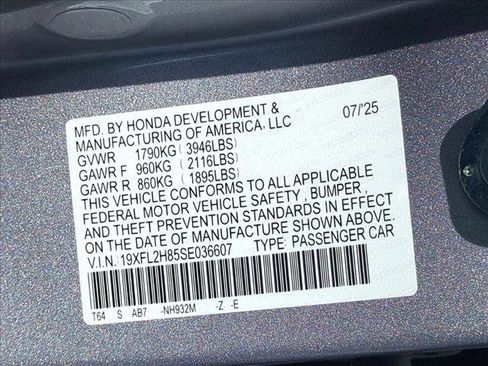 MFD. BY HONDA DEVELOPMENT & 07/'25
MANUFACTURING OF AMERICA, LLC
GVWR 1790KG (3946LBS)
GAWR F 960KG (2116LBS)
GAWR R 860KG (1895LBS)
THIS VEHICLE CONFORMS TO ALL APPLICABLE
FEDERAL MOTOR VEHICLE SAFETY , BUMPER ,
AND THEFT PREVENTION STANDARDS IN EFFECT
ON THE DATE OF MANUFACTURE SHOWN ABOVE.
V.I.N. : 19XFL2H85SE036607 TYPE: PASSENGER CAR
T64 S AB7 -NH932M -Z -E